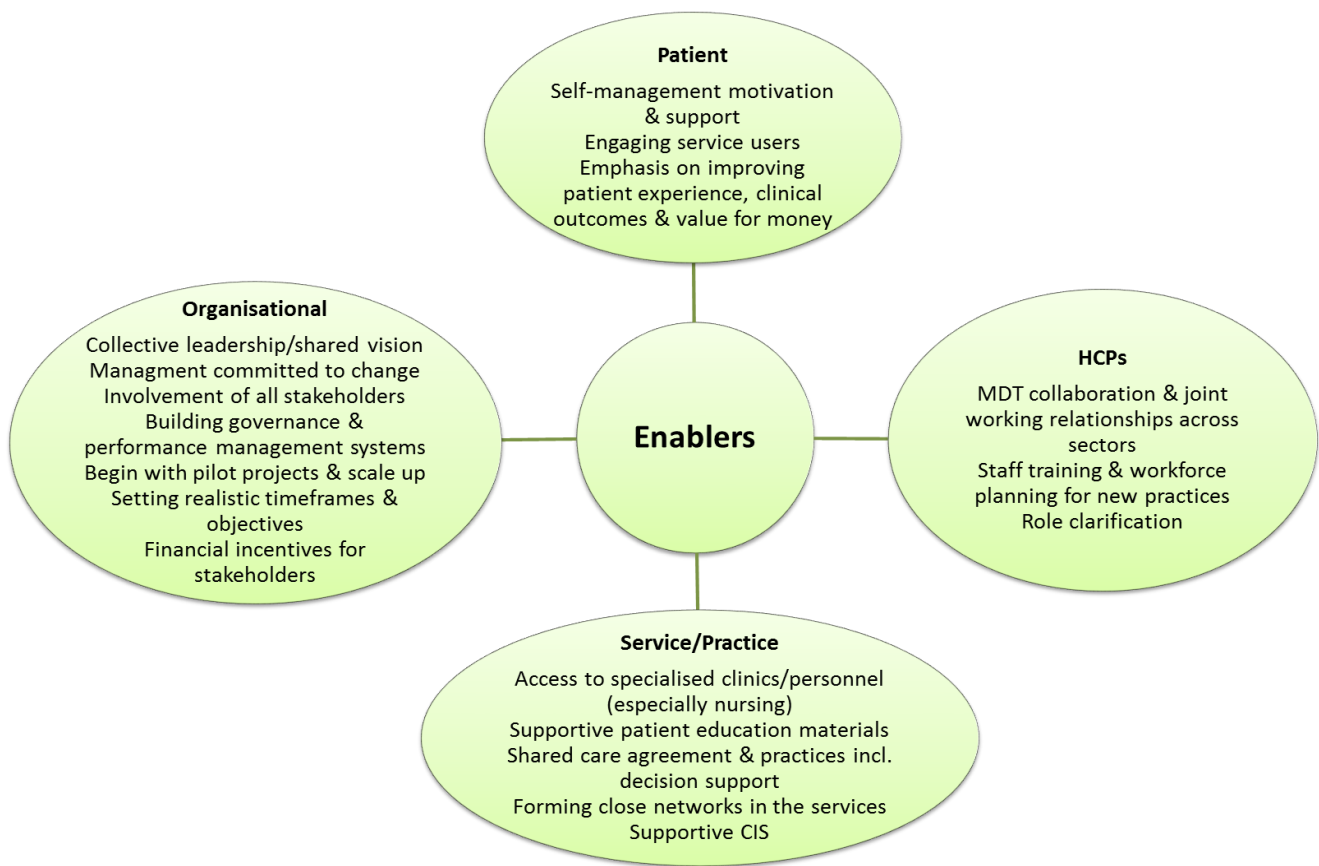 Patient
Self-management motivation
& support
Engaging service users
Emphasis on improving
patient experience, clinical
outcomes & value for money
Organisational
Collective leadership/shared vision
Managment committed to change
Involvement of all stakeholders
Building governance &
performance management systems
Begin with pilot projects & scale up
Setting realistic timeframes &
objectives
Financial incentives for
stakeholders
Enablers
HCPs
MDT collaboration & joint
working relationships across
sectors
Staff training & workforce
planning for new practices
Role clarification
Service/Practice
Access to specialised clinics/personnel
(especially nursing)
Supportive patient education materials
Shared care agreement & practices incl.
decision support
Forming close networks in the services
Supportive CIS